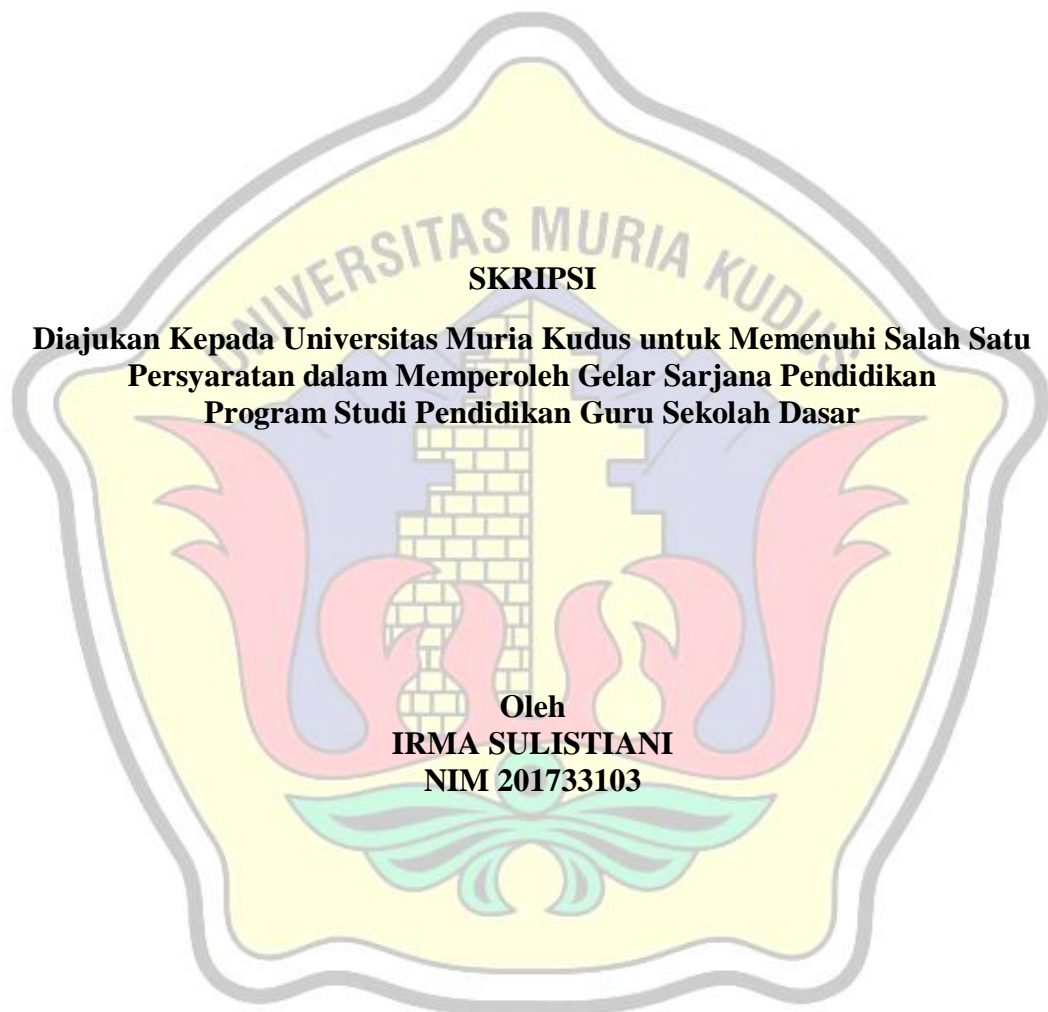 UNIVERSITAS MURIA KUDUS
SKRIPSI
Diajukan Kepada Universitas Muria Kudus untuk Memenuhi Salah Satu
Persyaratan dalam Memperoleh Gelar Sarjana Pendidikan
Program Studi Pendidikan Guru Sekolah Dasar
Oleh
IRMA SULISTIANI
NIM 201733103